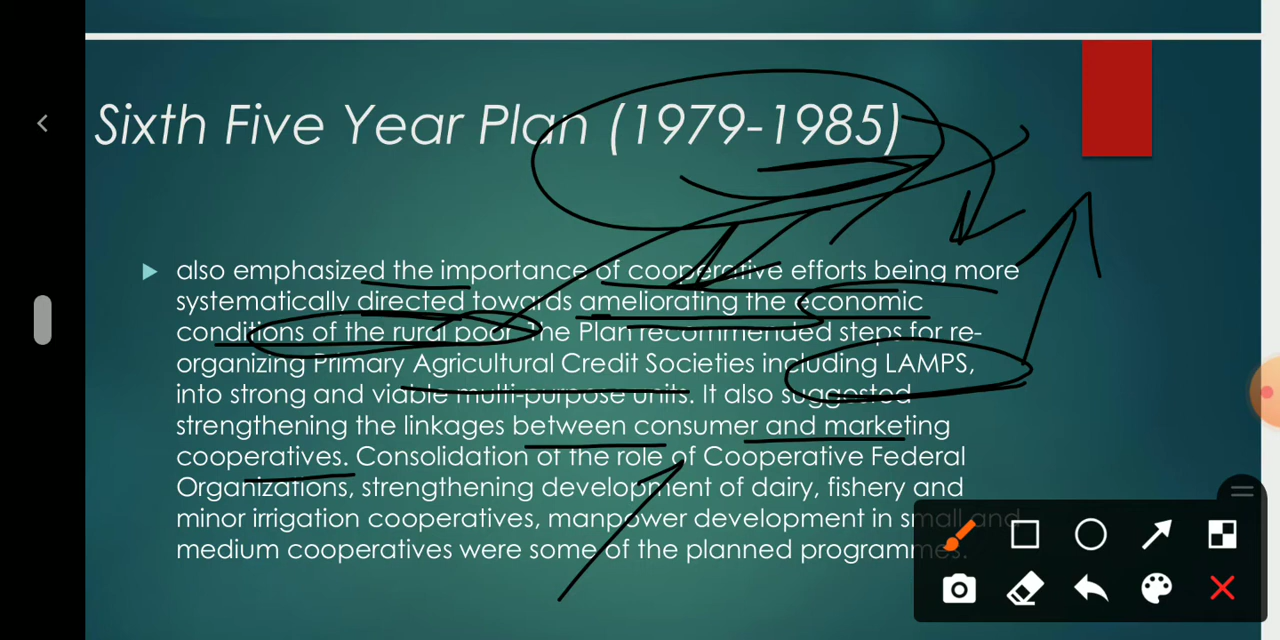 Sixth Five Year Plan (1979-1985)
also emphasized the importance of cooperative efforts being more
systematically directed towards ameliorating the economic
conditions of the rural poor. The Plan recommended steps for re-
organizing Primary Agricultural Credit Societies including LAMPS,
into strong and viable multi-purpose units. It also suggested
strengthening the linkages between consumer and marketing
cooperatives. Consolidation of the role of Cooperative Federal
Organizations, strengthening development of dairy, fishery and
minor irrigation cooperatives, manpower development in small and
medium cooperatives were some of the planned programmes.